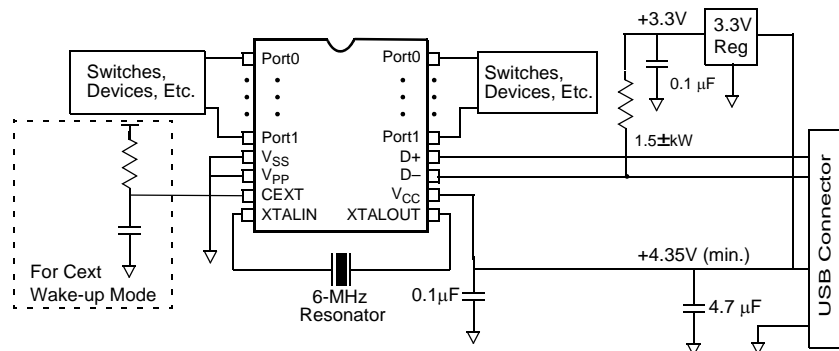 +3.3V
3.3V
Reg
0.1 µF
1.5±kW
Switches,
Devices, Etc.
Port0
Port1
VSS
VPP
CEXT
XTALIN
Port0
Port1
D+
D–
VCC
XTALOUT
Switches,
Devices, Etc.
For Cext
Wake-up Mode
6-MHz
Resonator
0.1µF
+4.35V (min.)
4.7 µF
USB Connector